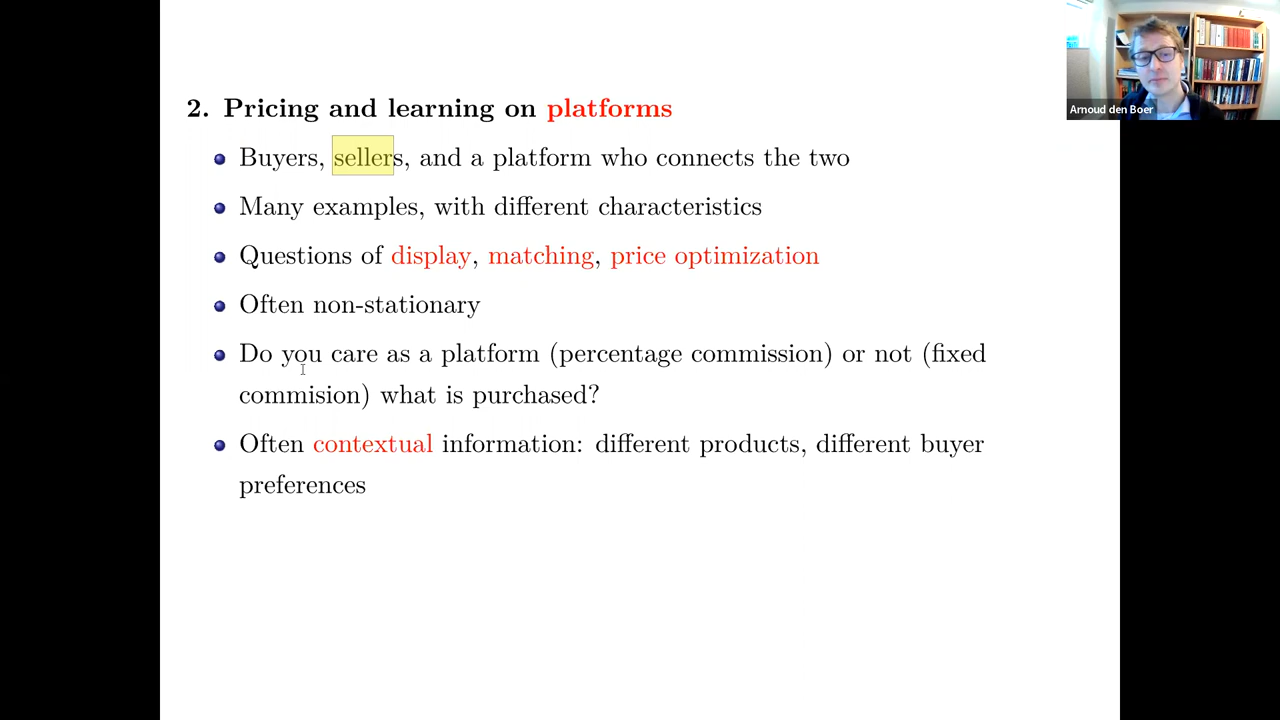 2. Pricing and learning on platforms
Buyers, sellers, and a platform who connects the two
Many examples, with different characteristics
Questions of display, matching, price optimization
Often non-stationary
Do you care as a platform (percentage commission) or not (fixed
commision) what is purchased?
Often contextual information: different products, different buyer
preferences
Arnoud den Boer